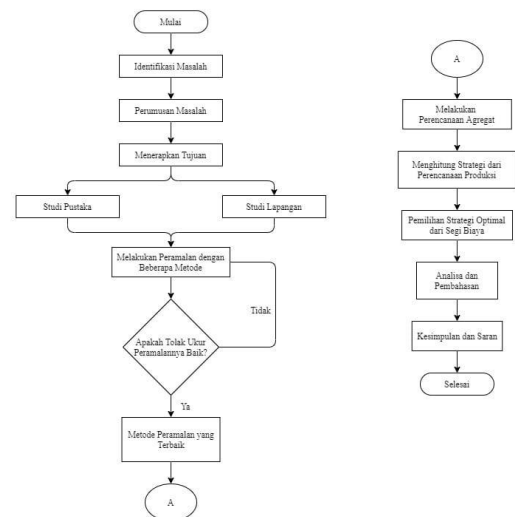 Mulai
Identifikasi Masalah
Perumusan Masalah
Menerapkan Tujuan
Studi Pustaka
Studi Lapangan
Melakukan Peramalan dengan
Beberapa Metode
Tidak
Apakah Tolak Ukur
Peramalannya Baik?
Ya
Metode Peramalan yang
Terbaik
A
A
Melakukan
Perencanaan Agregat
Menghitung Strategi dari
Perencanaan Produksi
Pemilihan Strategi Optimal
dari Segi Biaya
Analisa dan
Pembahasan
Kesimpulan dan Saran
Selesai